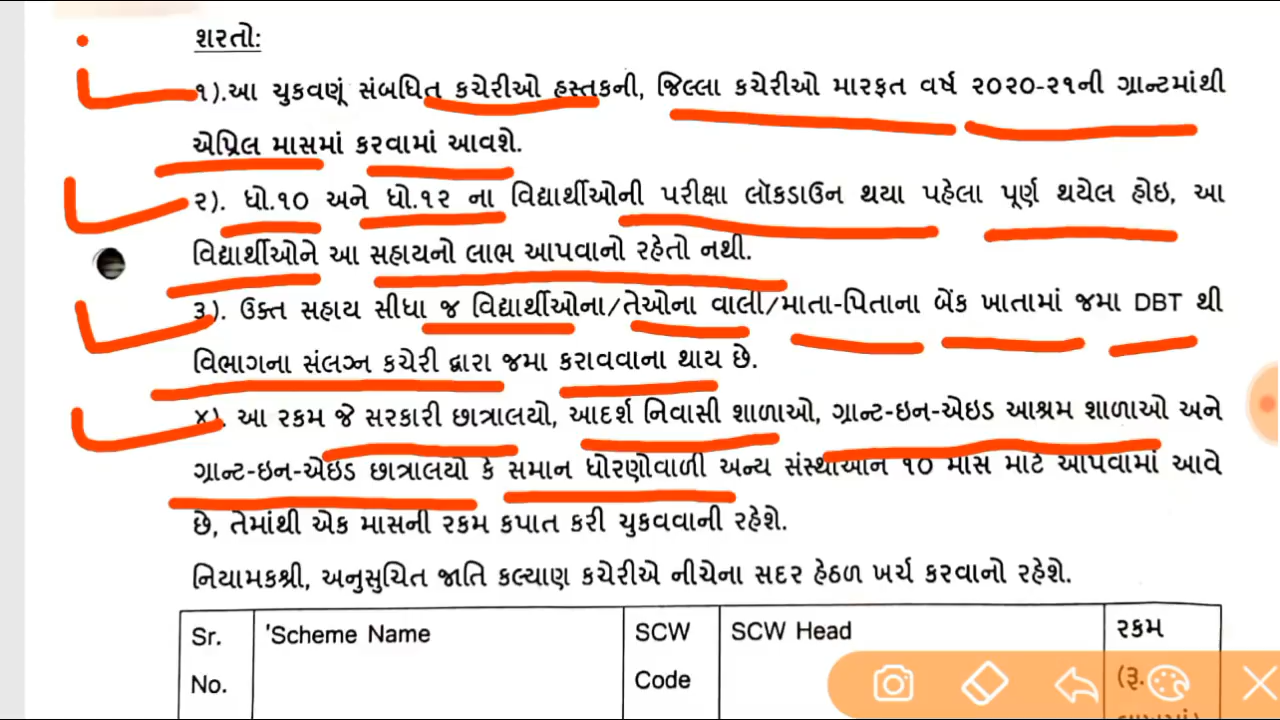 શરતો:
૧).આ ચુકવણું સંબધિત કચેરીઓ હસ્તકની, જિલ્લા કચેરીઓ મારફત વર્ષ ૨૦૨૦-૨૧ની ગ્રાન્ટમાંથી
એપ્રિલ માસમાં કરવામાં આવશે.
૨). ધો.૧૦ અને ધો.૧૨ ના વિદ્યાર્થીઓની પરીક્ષા લૉકડાઉન થયા પહેલા પૂર્ણ થયેલ હોઇ, આ
વિદ્યાર્થીઓને આ સહાયનો લાભ આપવાનો રહેતો નથી.
૩). ઉક્ત સહાય સીધા જ વિદ્યાર્થીઓના/તેઓના વાલી/માતા-પિતાના બેંક ખાતામાં જમા DBT થી
વિભાગના સંલગ્ન કચેરી દ્વારા જમા કરાવવાના થાય છે.
૪). આ રકમ જે સરકારી છાત્રાલયો, આદર્શ નિવાસી શાળાઓ, ગ્રાન્ટ-ઇન-એઇડ આશ્રમ શાળાઓ અને
ગ્રાન્ટ-ઇન-એઇડ છાત્રાલયો કે સમાન ધોરણોવાળી અન્ય સંસ્થાઓને ૧૦ માસ માટે આપવામાં આવે
છે, તેમાંથી એક માસની રકમ કપાત કરી ચુકવવાની રહેશે.
નિયામકશ્રી, અનુસુચિત જાતિ કલ્યાણ કચેરીએ નીચેના સદર હેઠળ ખર્ચ કરવાનો રહેશે.
Sr. 'Scheme Name SCW SCW Head રકમ
No. Code (રૂ.